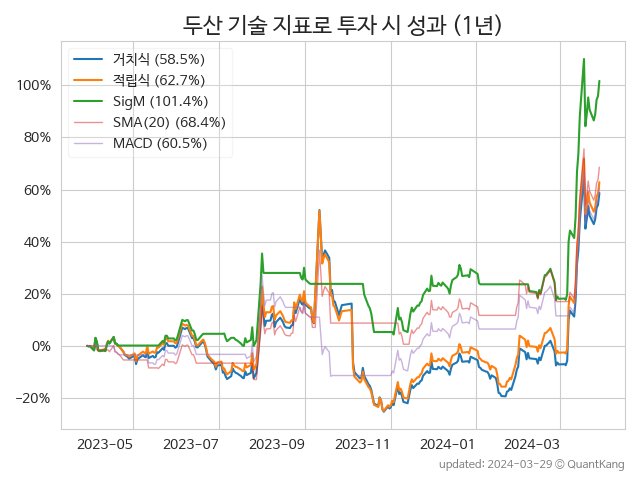 두산 기술 지표로 투자 시 성과 (1년)
거치식 (58.5%)
적립식 (62.7%)
SigM (101.4%)
SMA(20) (68.4%)
MACD (60.5%)
100%
80%
60%
40%
20%
0%
−20%
2023-05 2023-07 2023-09 2023-11 2024-01 2024-03
updated: 2024-03-29 © QuantKang